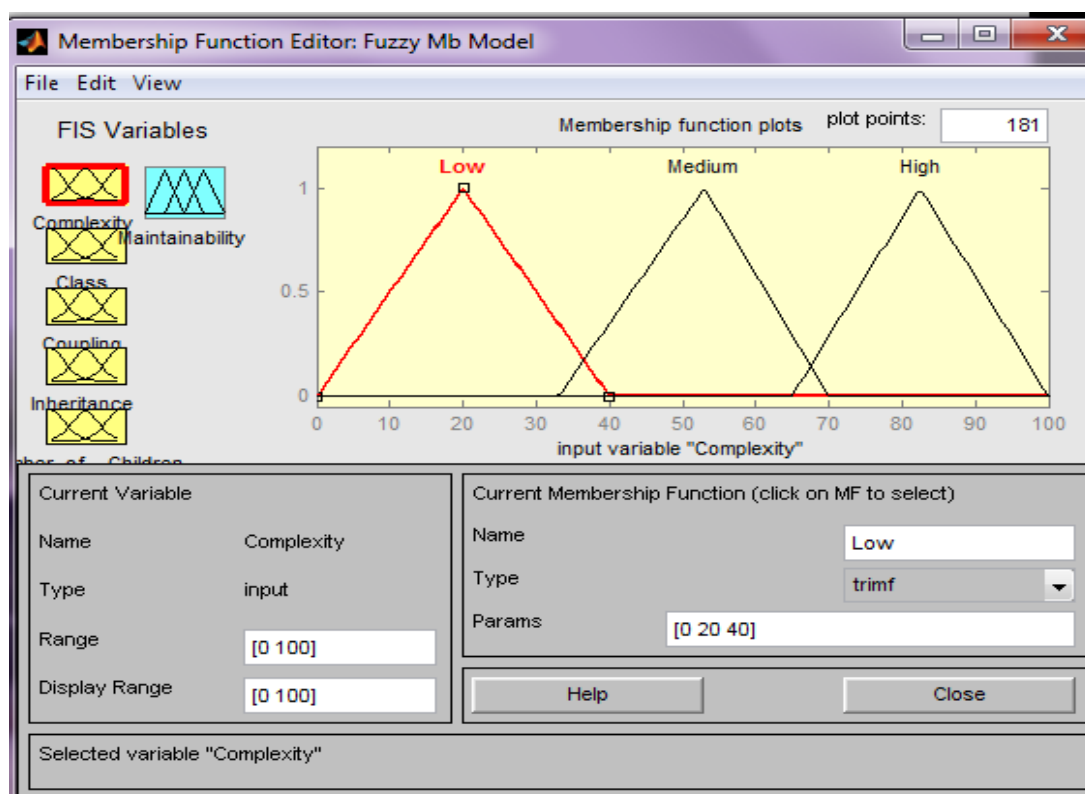 Membership Function Editor: Fuzzy Mb Model
File Edit View
FIS Variables
Membership function plots plot points: 181
Complexity
Maintainability
Class
Coupling
Inheritance
of Children
Low Medium High
1
0.5
0
0 10 20 30 40 50 60 70 80 90 100
input variable "Complexity"
Current Variable
Name Complexity
Type input
Range [0 100]
Display Range [0 100]
Current Membership Function (click on MF to select)
Name Low
Type trimf
Params [0 20 40]
Help Close
Selected variable "Complexity"